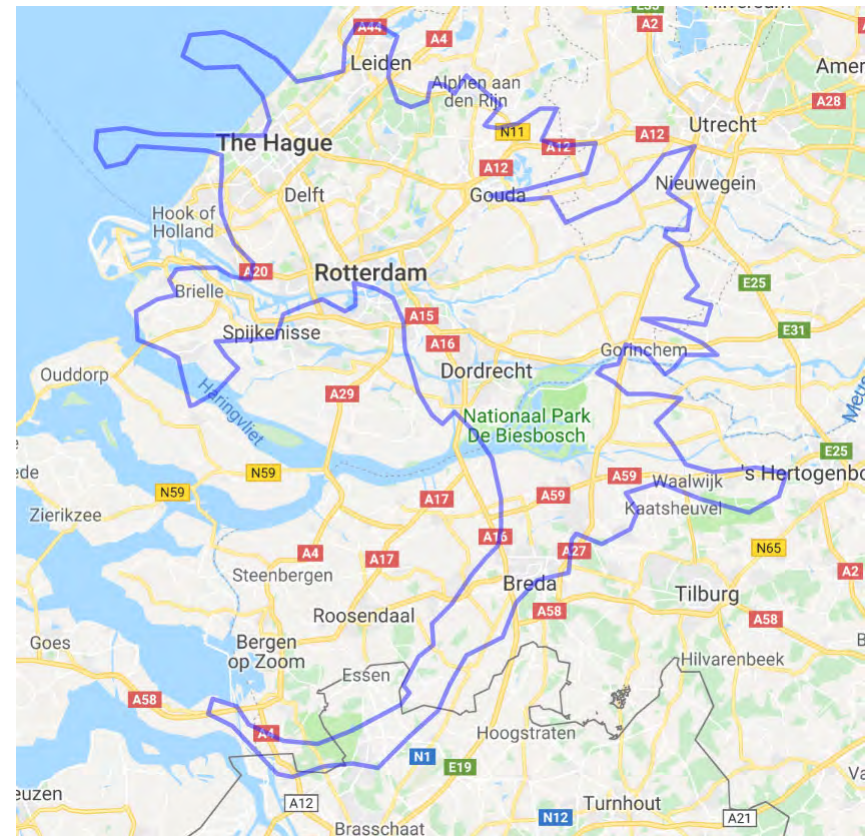 E35
A2
A44
A4
Leiden
Amer
Alphen aan
den Rijn
A28
N11
A12
Utrecht
The Hague
A12
A12
Nieuwegein
Gouda
Delft
Hook of
Holland
A20
Rotterdam
E25
Brielle
A15
Spijkenisse
A16
E31
Gorinchem
Ouddorp
Dordrecht
Haringvliet
A29
Nationaal Park
De Biesbosch
Meus
E25
N59
A59
Waalwijk
's Hertogenbo
ede
N59
A17
A59
Kaatsheuvel
Zierikzee
A16
N65
A4
A17
A27
Steenbergen
Breda
A2
Roosendaal
A58
Tilburg
A58
Goes
Bergen
op Zoom
Essen
Hilvarenbeek
A58
A4
Hoogstraten
N1
E19
euzen
A12
Turnhout
N12
A21
Brasschaat